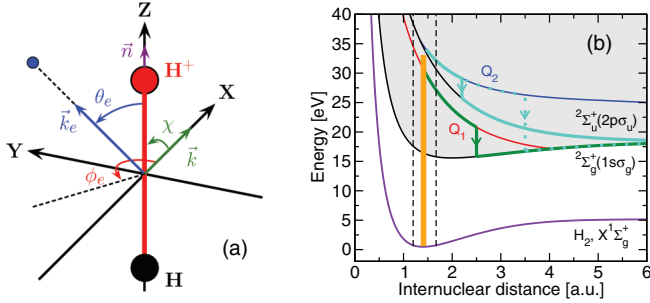 Z
n⃗
H⁺
X
θₑ
k⃗ₑ
χ
k⃗
Y
ϕₑ
H
(a)
(b)
Energy [eV]
40
35
30
25
20
15
10
5
0
Q₂
Q₁
²Σᵤ⁺(2pσᵤ)
²Σg⁺(1sσg)
H₂, X¹Σg⁺
0 1 2 3 4 5 6
Internuclear distance [a.u.]